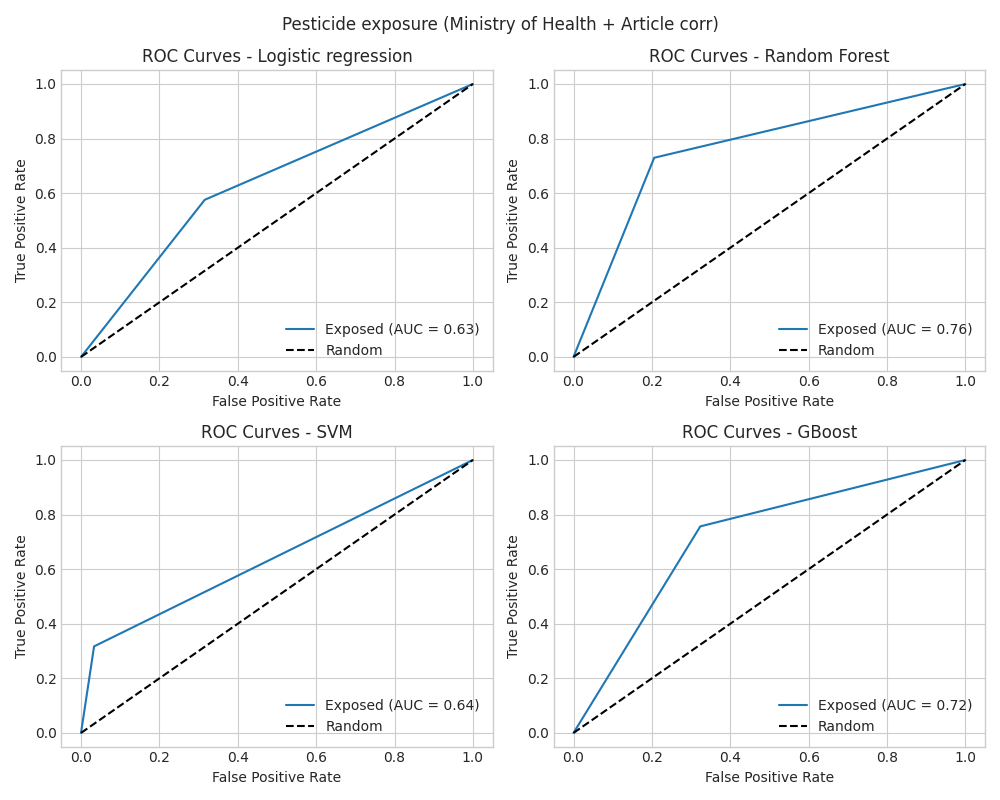 Pesticide exposure (Ministry of Health + Article corr)
ROC Curves - Logistic regression
True Positive Rate
1.0
0.8
0.6
0.4
0.2
0.0
Exposed (AUC = 0.63)
Random
0.0 0.2 0.4 0.6 0.8 1.0
False Positive Rate
ROC Curves - Random Forest
True Positive Rate
1.0
0.8
0.6
0.4
0.2
0.0
Exposed (AUC = 0.76)
Random
0.0 0.2 0.4 0.6 0.8 1.0
False Positive Rate
ROC Curves - SVM
True Positive Rate
1.0
0.8
0.6
0.4
0.2
0.0
Exposed (AUC = 0.64)
Random
0.0 0.2 0.4 0.6 0.8 1.0
False Positive Rate
ROC Curves - GBoost
True Positive Rate
1.0
0.8
0.6
0.4
0.2
0.0
Exposed (AUC = 0.72)
Random
0.0 0.2 0.4 0.6 0.8 1.0
False Positive Rate